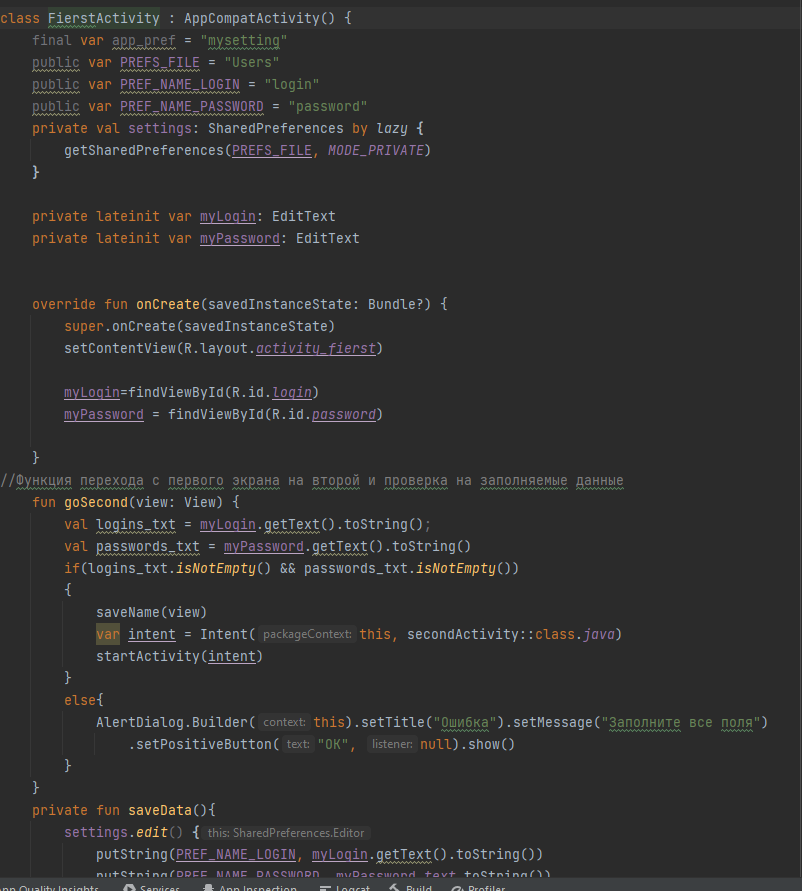 class FierstActivity : AppCompatActivity() {
final var app_pref = "mysetting"
public var PREFS_FILE = "Users"
public var PREF_NAME_LOGIN = "login"
public var PREF_NAME_PASSWORD = "password"
private val settings: SharedPreferences by lazy {
getSharedPreferences(PREFS_FILE, MODE_PRIVATE)
}
private lateinit var myLogin: EditText
private lateinit var myPassword: EditText
override fun onCreate(savedInstanceState: Bundle?) {
super.onCreate(savedInstanceState)
setContentView(R.layout.activity_fierst)
myLogin=findViewById(R.id.login)
myPassword = findViewById(R.id.password)
}
//Функция перехода с первого экрана на второй и проверка на заполняемые данные
fun goSecond(view: View) {
val logins_txt = myLogin.getText().toString();
val passwords_txt = myPassword.getText().toString()
if(logins_txt.isNotEmpty() && passwords_txt.isNotEmpty())
{
saveName(view)
var intent = Intent( packageContext: this, secondActivity::class.java)
startActivity(intent)
}
else{
AlertDialog.Builder( context: this).setTitle("Ошибка").setMessage("Заполните все поля")
.setPositiveButton( text: "OK", listener: null).show()
}
}
private fun saveData(){
settings.edit() { this: SharedPreferences.Editor
putString(PREF_NAME_LOGIN, myLogin.getText().toString())
putString(PREF_NAME_PASSWORD, myPassword.text.toString())
App Quality Insights Services App Inspection Logcat Build Profiler